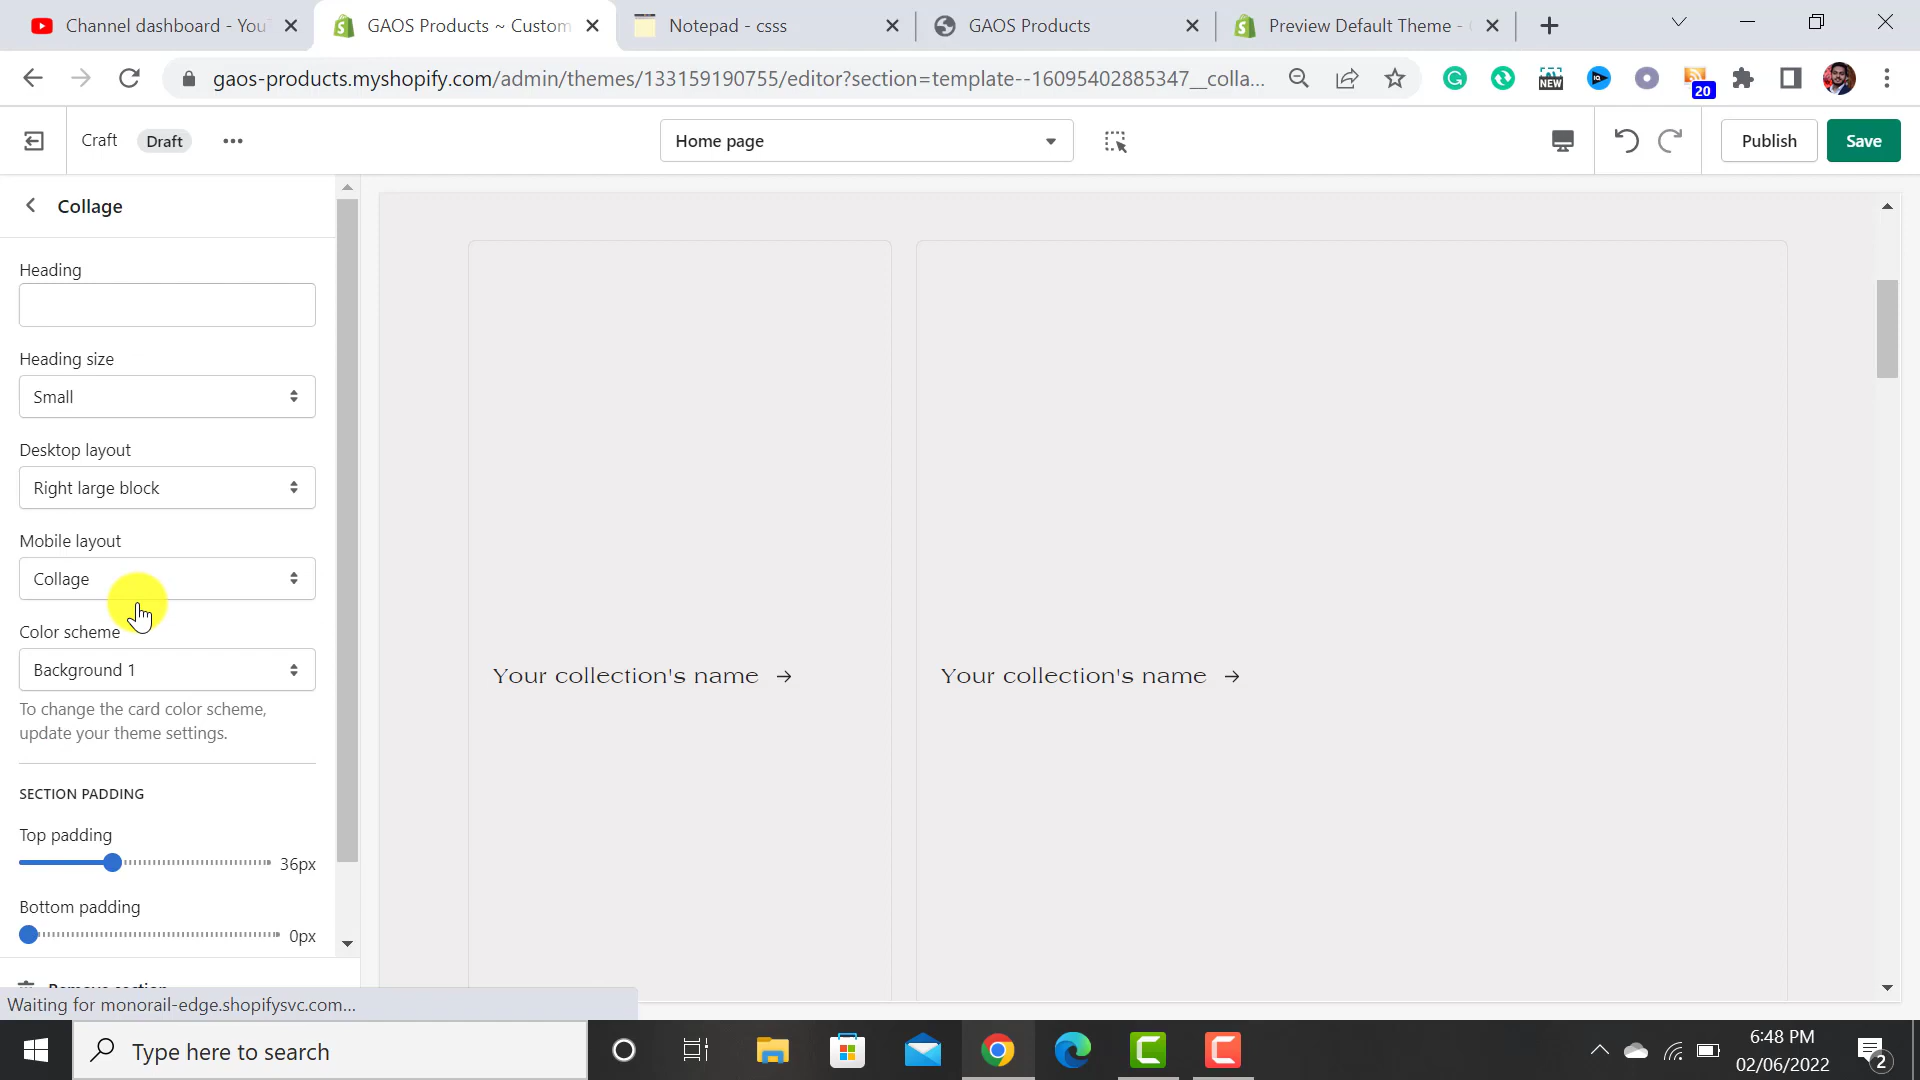 Channel dashboard - You
GAOS Products ~ Custom
Notepad - csss
GAOS Products
Preview Default Theme -
gaos-products.myshopify.com/admin/themes/133159190755/editor?section=template--16095402885347__colla...
NEW
20
Craft
Draft
Home page
Publish
Save
Collage
Heading
Heading size
Small
Desktop layout
Right large block
Mobile layout
Collage
Color scheme
Background 1
To change the card color scheme,
update your theme settings.
SECTION PADDING
Top padding
36px
Bottom padding
0px
Remove section
Your collection's name →
Your collection's name →
Waiting for monorail-edge.shopifysvc.com...
Type here to search
6:48 PM
02/06/2022
2